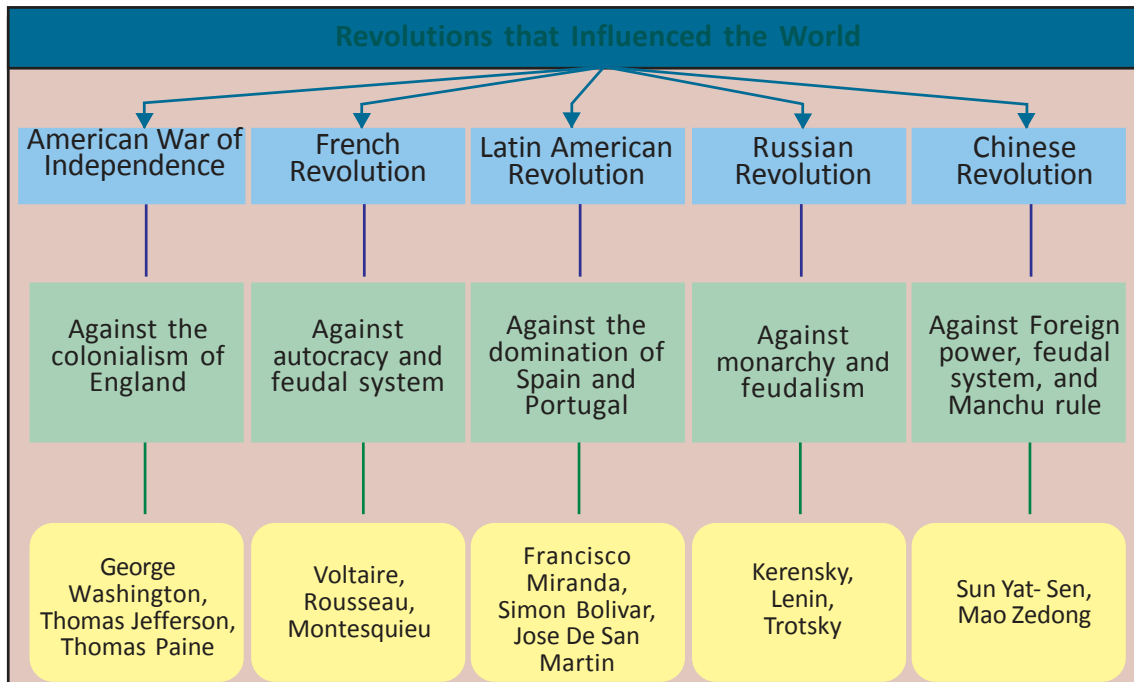 Revolutions that Influenced the World
American War of
Independence
French
Revolution
Latin American
Revolution
Russian
Revolution
Chinese
Revolution
Against the
colonialism of
England
Against
autocracy and
feudal system
Against the
domination of
Spain and
Portugal
Against
monarchy and
feudalism
Against Foreign
power, feudal
system, and
Manchu rule
George
Washington,
Thomas Jefferson,
Thomas Paine
Voltaire,
Rousseau,
Montesquieu
Francisco
Miranda,
Simon Bolivar,
Jose De San
Martin
Kerensky,
Lenin,
Trotsky
Sun Yat- Sen,
Mao Zedong